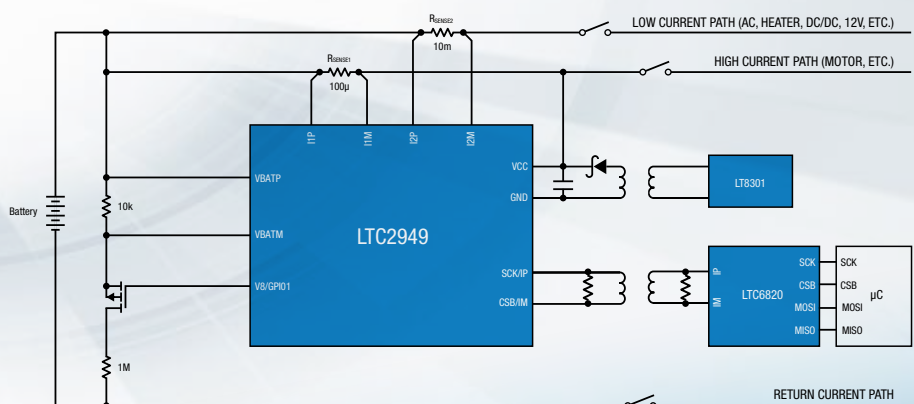 RSENSE2
LOW CURRENT PATH (AC, HEATER, DC/DC, 12V, ETC.)
10m
RSENSE1
HIGH CURRENT PATH (MOTOR, ETC.)
100µ
I1P
I1M
I2P
I2M
VCC
VBATP
LT8301
GND
Battery
10k
VBATM
LTC2949
SCK/IP
IP
SCK
SCK
V8/GPIO1
CSB
CSB
LTC6820
µC
CSB/IM
IM
MOSI
MOSI
MISO
MISO
1M
RETURN CURRENT PATH